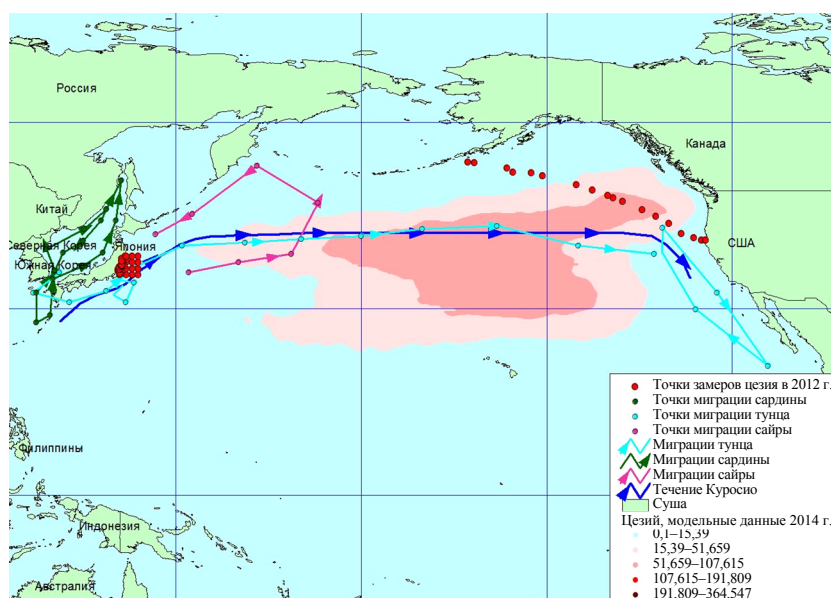 Россия
Канада
Китай
США
Северная Корея
Япония
Южная Корея
Филиппины
Индонезия
Австралия
Точки замеров цезия в 2012 г.
Точки миграции сардины
Точки миграции тунца
Точки миграции сайры
Миграции тунца
Миграции сардины
Миграции сайры
Течение Куросио
Суша
Цезий, модельные данные 2014 г.
0,1–15,39
15,39–51,659
51,659–107,615
107,615–191,809
191,809–364,547